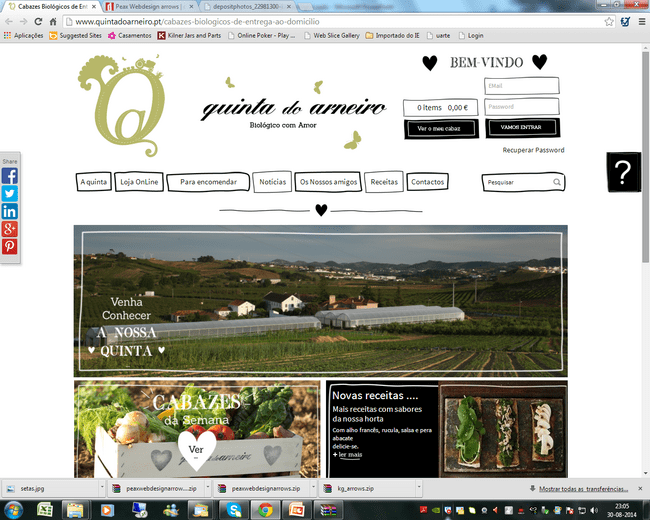 Cabazes Biológicos de Ent
Peax Webdesign arrows
depositphotos_22981300
www.quintadoarneiro.pt/cabazes-biologicos-de-entrega-ao-domicilio
Aplicações Suggested Sites Casamentos Kilner Jars and Parts Online Poker - Play ... Web Slice Gallery Importado do IE uarte Login
BEM-VINDO
EMail
quinta do arneiro
Biológico com Amor
0 Items 0,00 €
Password
Ver o meu cabaz
VAMOS ENTRAR
Recuperar Password
Share
?
A quinta Loja OnLine Para encomendar Noticias Os Nossos amigos Receitas Contactos Pesquisar
Venha
Conhecer
A NOSSA
QUINTA
CABAZES
da Semana
Ver
Novas receitas ....
Mais receitas com sabores
da nossa horta
Com alho francês, rucula, salsa e pera
abacate
delicie-se.
+ ler mais
setas.jpg
peaxwebdesignarrow....zip
peaxwebdesignarrows.zip
kg_arrows.zip
Mostrar todas as transferências...
PT
23:05
30-08-2014